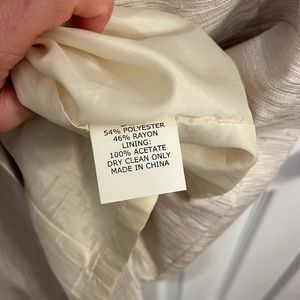 54% POLYESTER
46% RAYON
LINING:
100% ACETATE
DRY CLEAN ONLY
MADE IN CHINA